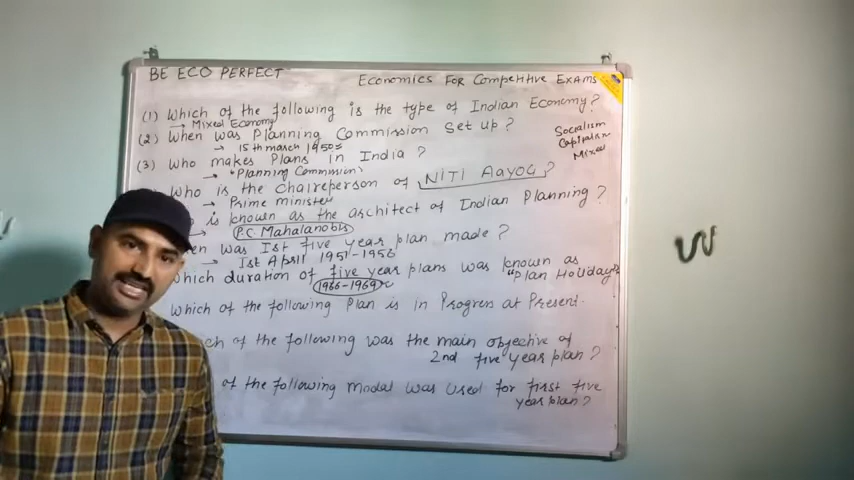 BE ECO PERFECT
ECONOMICS FOR COMPETITIVE EXAMS
(1) Which of the following is the type of Indian Economy?
→ Mixed Economy
(2) When was Planning Commission set up?
→ 15th march 1950
Socialism
Capitalism
Mixed
(3) Who makes Plans in India?
→ "Planning Commission"
Who is the chaireperson of NITI Aayog?
→ Prime minister
is known as the architect of Indian Planning?
→ P.C Mahalanobis
en was Ist five year plan made?
→ Ist April 1951-1956
which duration of five year plans was known as
"Plan Holiday"
1966-1969
which of the following Plan is in Progress at Present.
ch of the following was the main objective of
2nd five year plan?
of the following modal was used for first five
year plan?